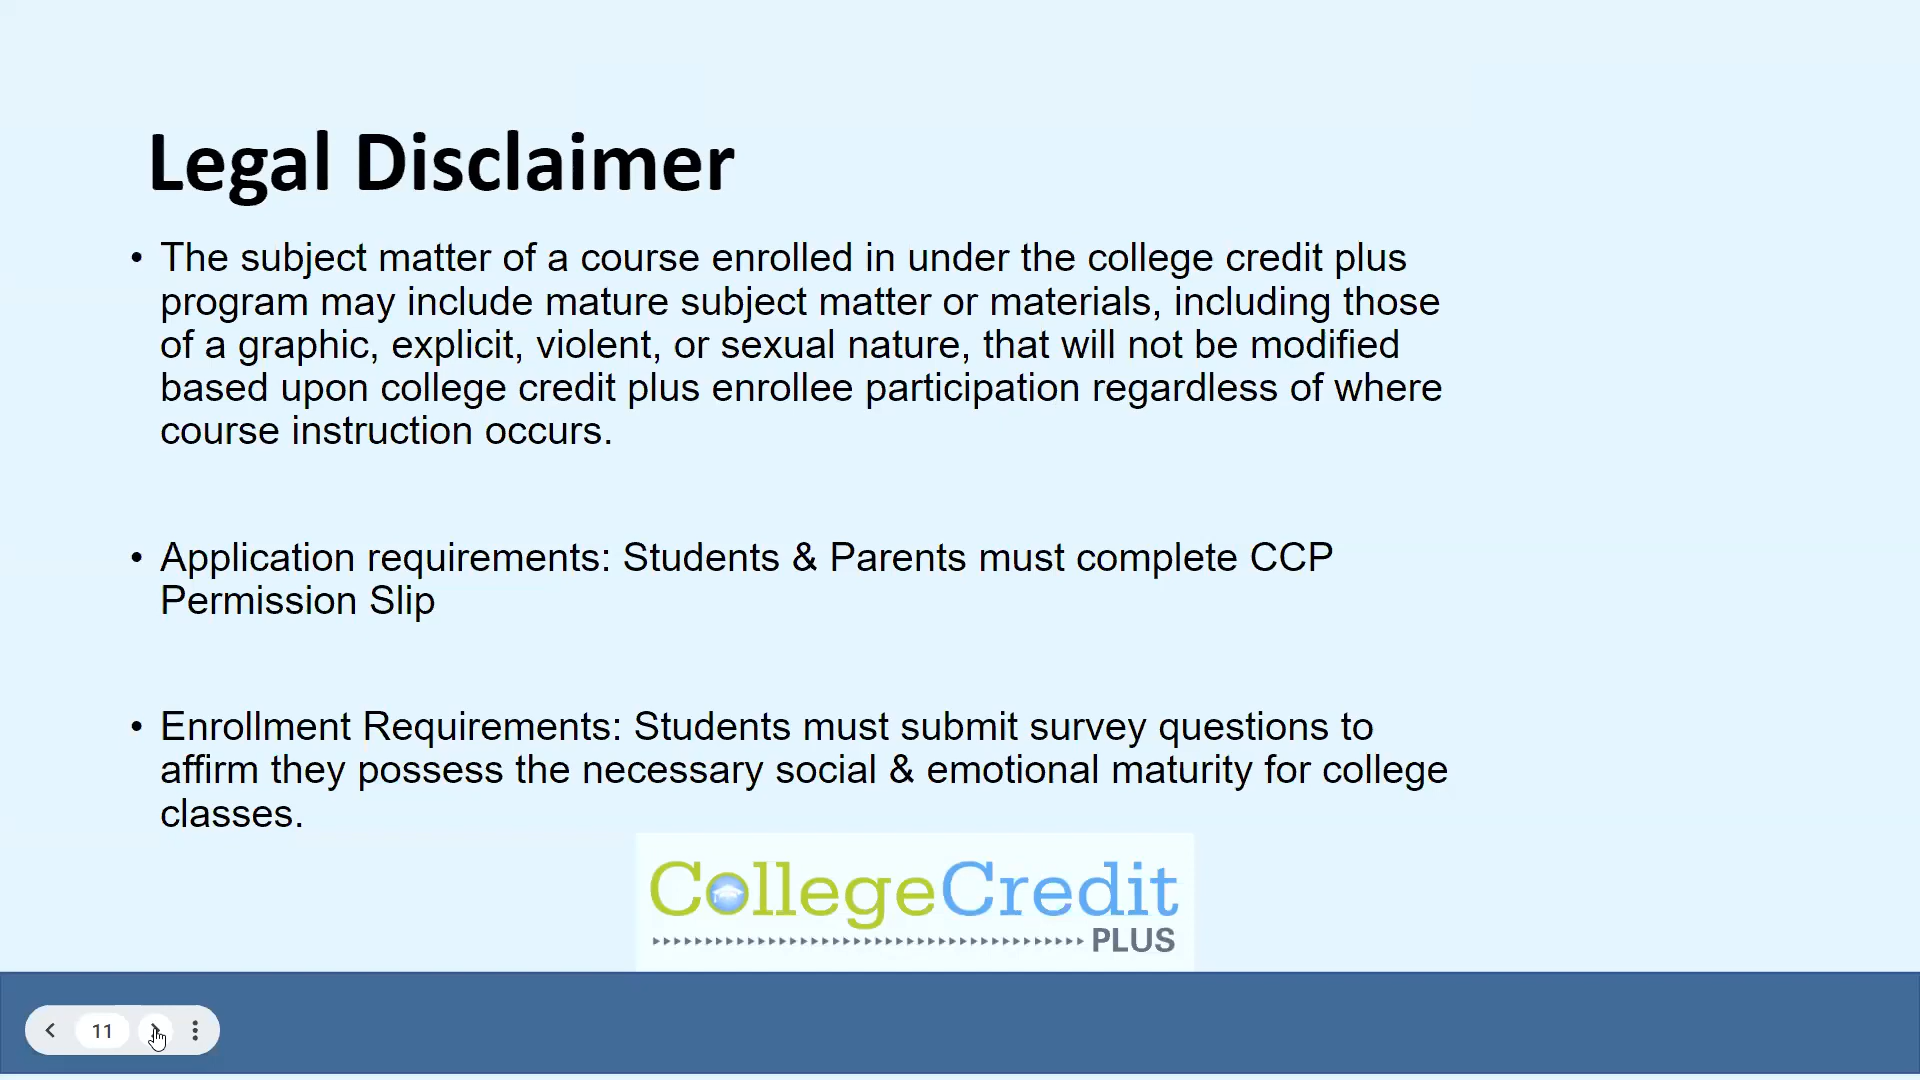 Legal Disclaimer
• The subject matter of a course enrolled in under the college credit plus
program may include mature subject matter or materials, including those
of a graphic, explicit, violent, or sexual nature, that will not be modified
based upon college credit plus enrollee participation regardless of where
course instruction occurs.
• Application requirements: Students & Parents must complete CCP
Permission Slip
• Enrollment Requirements: Students must submit survey questions to
affirm they possess the necessary social & emotional maturity for college
classes.
CollegeCredit
PLUS
11